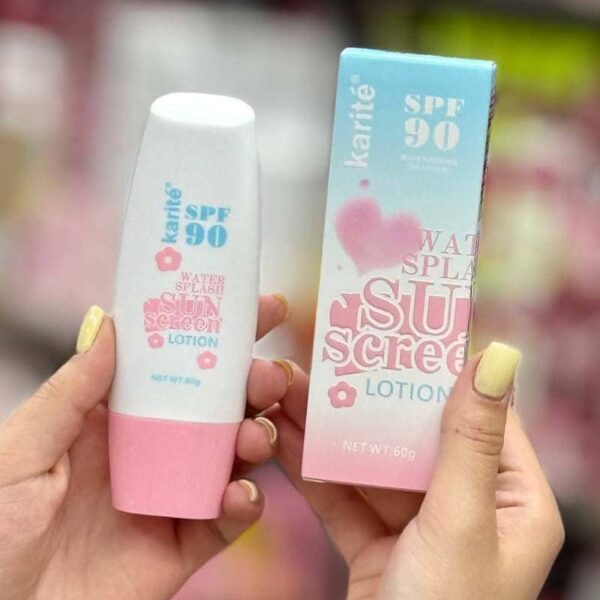 karité®
SPF
90
WATER
SPLASH
SUN
screen
LOTION
NET WT: 60g
karité®
SPF
90
WAT
SPLA
SU
scree
LOTION
NET WT:60g